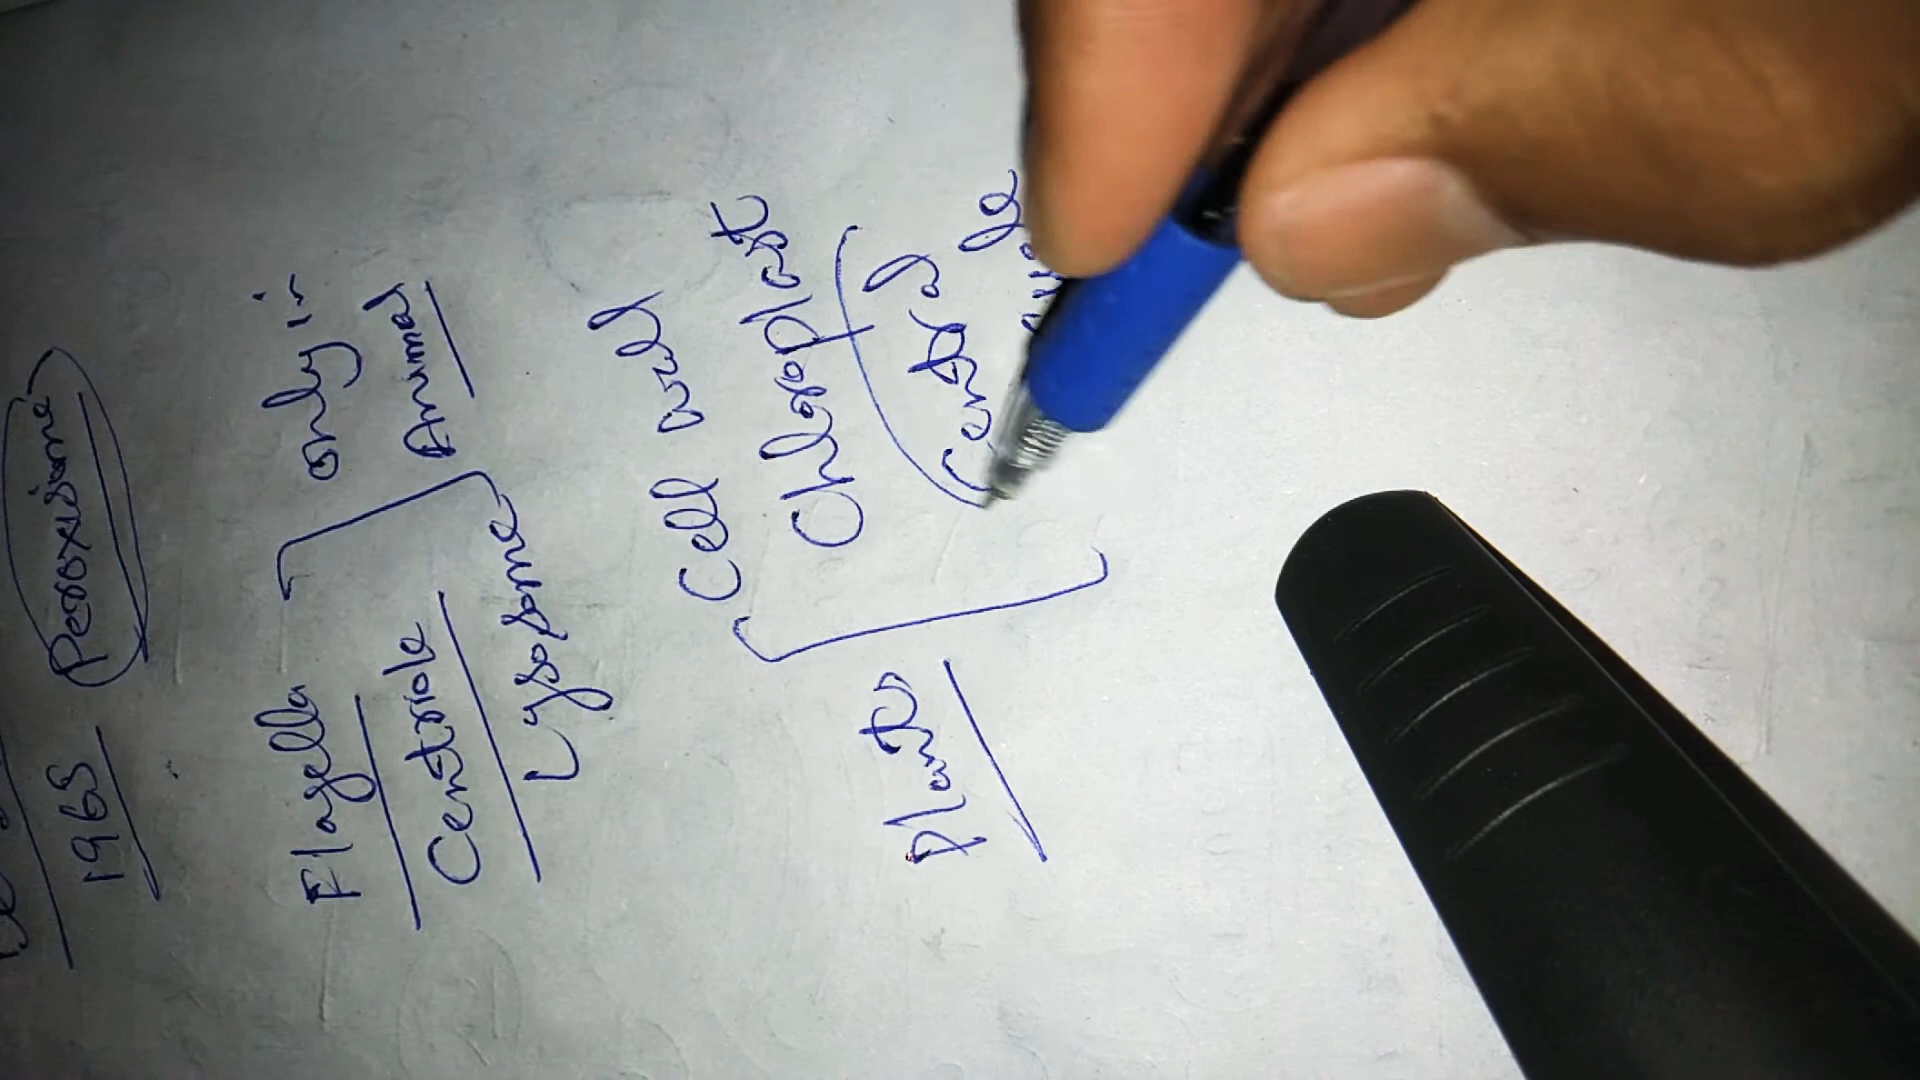 1965 Peroxisome
Flagella only in
Centriole Animal
Lysosome
Cell wall
Chloroplast
Plants Central